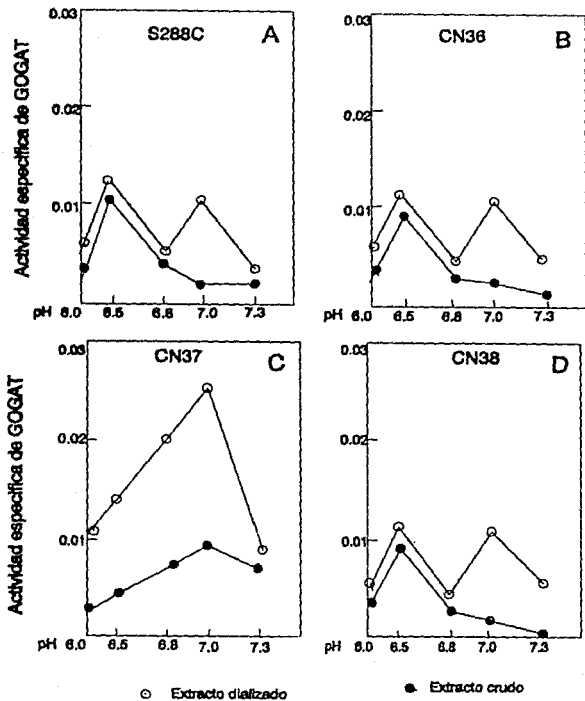 S288C A
0.03
0.02
0.01
pH 6.0 6.5 6.8 7.0 7.3
Actividad específica de GOGAT
CN36 B
0.03
0.02
0.01
pH 6.0 6.5 6.8 7.0 7.3
CN37 C
0.03
0.02
0.01
pH 6.0 6.6 6.8 7.0 7.3
Actividad específica de GOGAT
CN38 D
0.03
0.02
0.01
pH 6.0 6.5 6.8 7.0 7.3
Extracto dializado
Extracto crudo